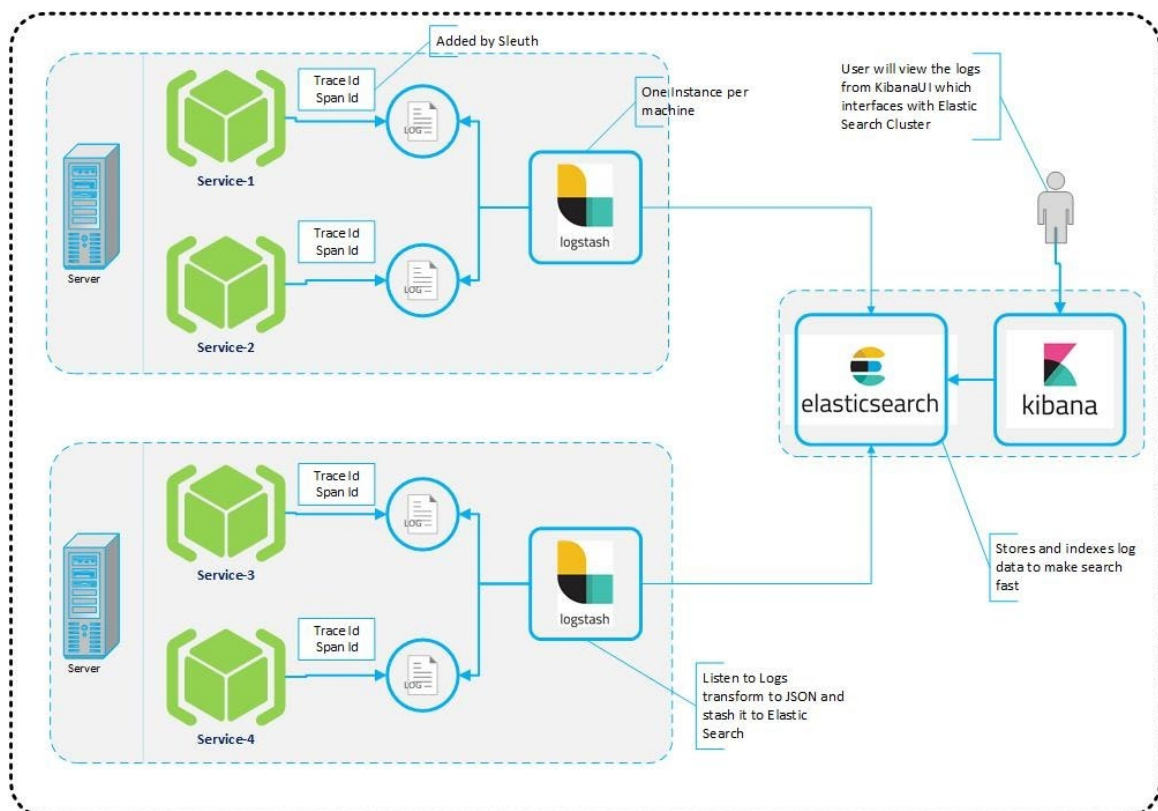 Added by Sleuth
Trace Id
Span Id
LOG
Service-1
One Instance per
machine
User will view the logs
from KibanaUI which
interfaces with Elastic
Search Cluster
logstash
Server
Trace Id
Span Id
LOG
Service-2
elasticsearch
kibana
Trace Id
Span Id
LOG
Service-3
Stores and indexes log
data to make search
fast
logstash
Server
Trace Id
Span Id
LOG
Service-4
Listen to Logs
transform to JSON and
stash it to Elastic
Search